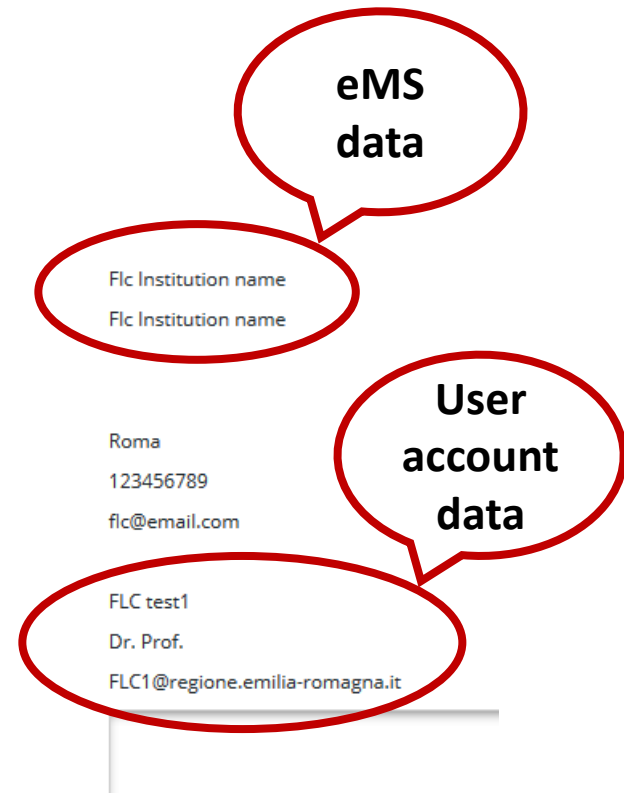 eMS
data
Flc Institution name
Flc Institution name
Roma
123456789
flc@email.com
User
account
data
FLC test1
Dr. Prof.
FLC1@regione.emilia-romagna.it